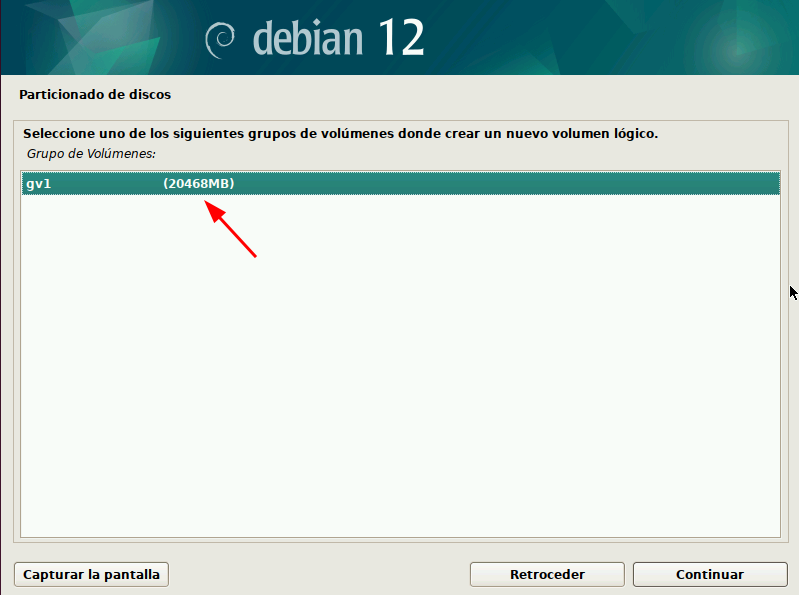 debian 12
Particionado de discos
Seleccione uno de los siguientes grupos de volúmenes donde crear un nuevo volumen lógico.
Grupo de Volúmenes:
gv1 (20468MB)
Capturar la pantalla
Retroceder
Continuar